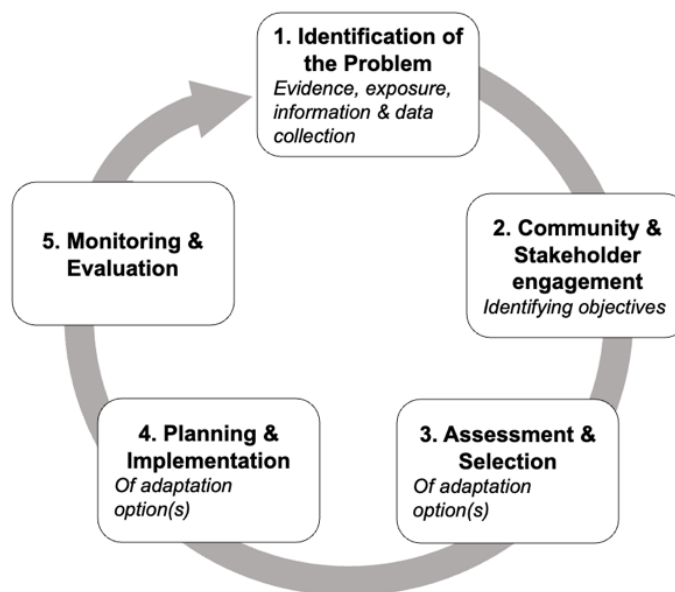 1. Identification of
the Problem
Evidence, exposure,
information & data
collection
2. Community &
Stakeholder
engagement
Identifying objectives
3. Assessment &
Selection
Of adaptation
option(s)
4. Planning &
Implementation
Of adaptation
option(s)
5. Monitoring &
Evaluation